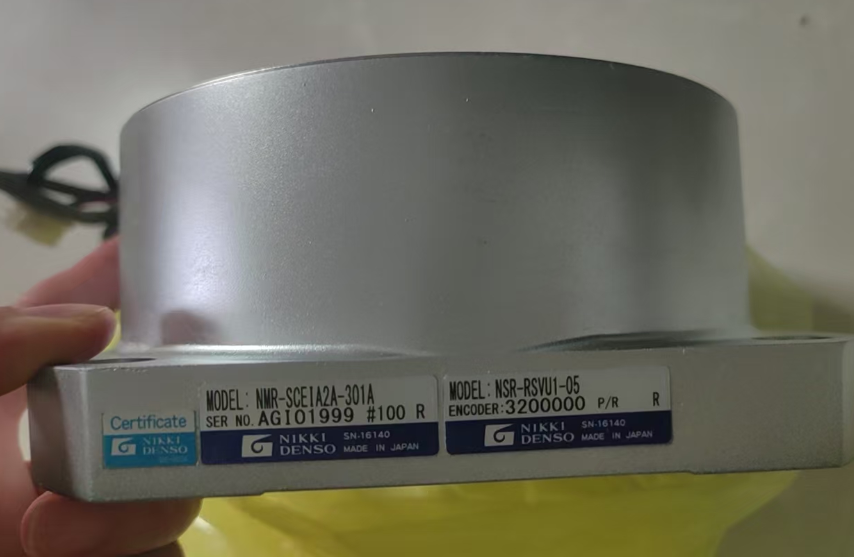 Certificate
NIKKI
DENSO
MODEL: NMR-SCEIA2A-301A
SER NO. AGI01999 #100 R
NIKKI
DENSO
SN-16140
MADE IN JAPAN
MODEL: NSR-RSVU1-05
ENCODER:3200000 P/R R
NIKKI
DENSO
SN-16140
MADE IN JAPAN